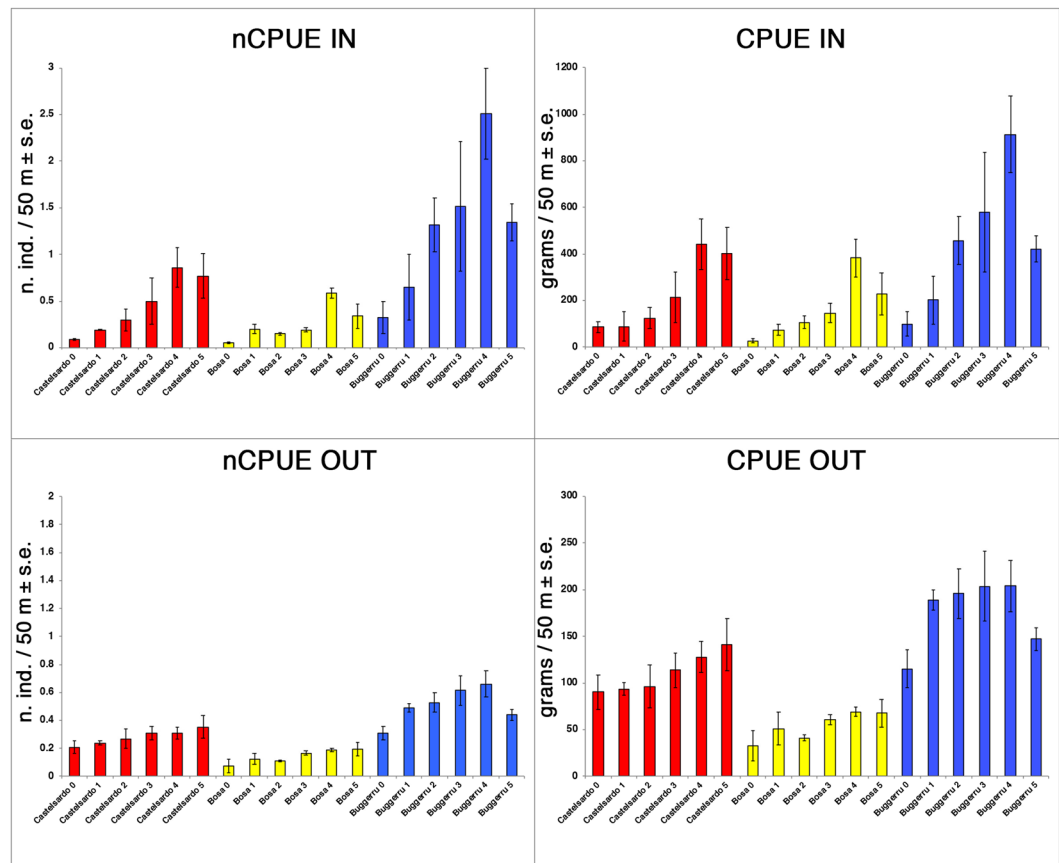 nCPUE IN
n. ind. / 50 m ± s.e.
3
2.5
2
1.5
1
0.5
0
Castelsardo 0
Castelsardo 1
Castelsardo 2
Castelsardo 3
Castelsardo 4
Castelsardo 5
Bosa 0
Bosa 1
Bosa 2
Bosa 3
Bosa 4
Bosa 5
Buggerru 0
Buggerru 1
Buggerru 2
Buggerru 3
Buggerru 4
Buggerru 5
CPUE IN
grams / 50 m ± s.e.
1200
1000
800
600
400
200
0
Castelsardo 0
Castelsardo 1
Castelsardo 2
Castelsardo 3
Castelsardo 4
Castelsardo 5
Bosa 0
Bosa 1
Bosa 2
Bosa 3
Bosa 4
Bosa 5
Buggerru 0
Buggerru 1
Buggerru 2
Buggerru 3
Buggerru 4
Buggerru 5
nCPUE OUT
n. ind. / 50 m ± s.e.
2
1.8
1.6
1.4
1.2
1
0.8
0.6
0.4
0.2
0
Castelsardo 0
Castelsardo 1
Castelsardo 2
Castelsardo 3
Castelsardo 4
Castelsardo 5
Bosa 0
Bosa 1
Bosa 2
Bosa 3
Bosa 4
Bosa 5
Buggerru 0
Buggerru 1
Buggerru 2
Buggerru 3
Buggerru 4
Buggerru 5
CPUE OUT
grams / 50 m ± s.e.
300
250
200
150
100
50
0
Castelsardo 0
Castelsardo 1
Castelsardo 2
Castelsardo 3
Castelsardo 4
Castelsardo 5
Bosa 0
Bosa 1
Bosa 2
Bosa 3
Bosa 4
Bosa 5
Buggerru 0
Buggerru 1
Buggerru 2
Buggerru 3
Buggerru 4
Buggerru 5